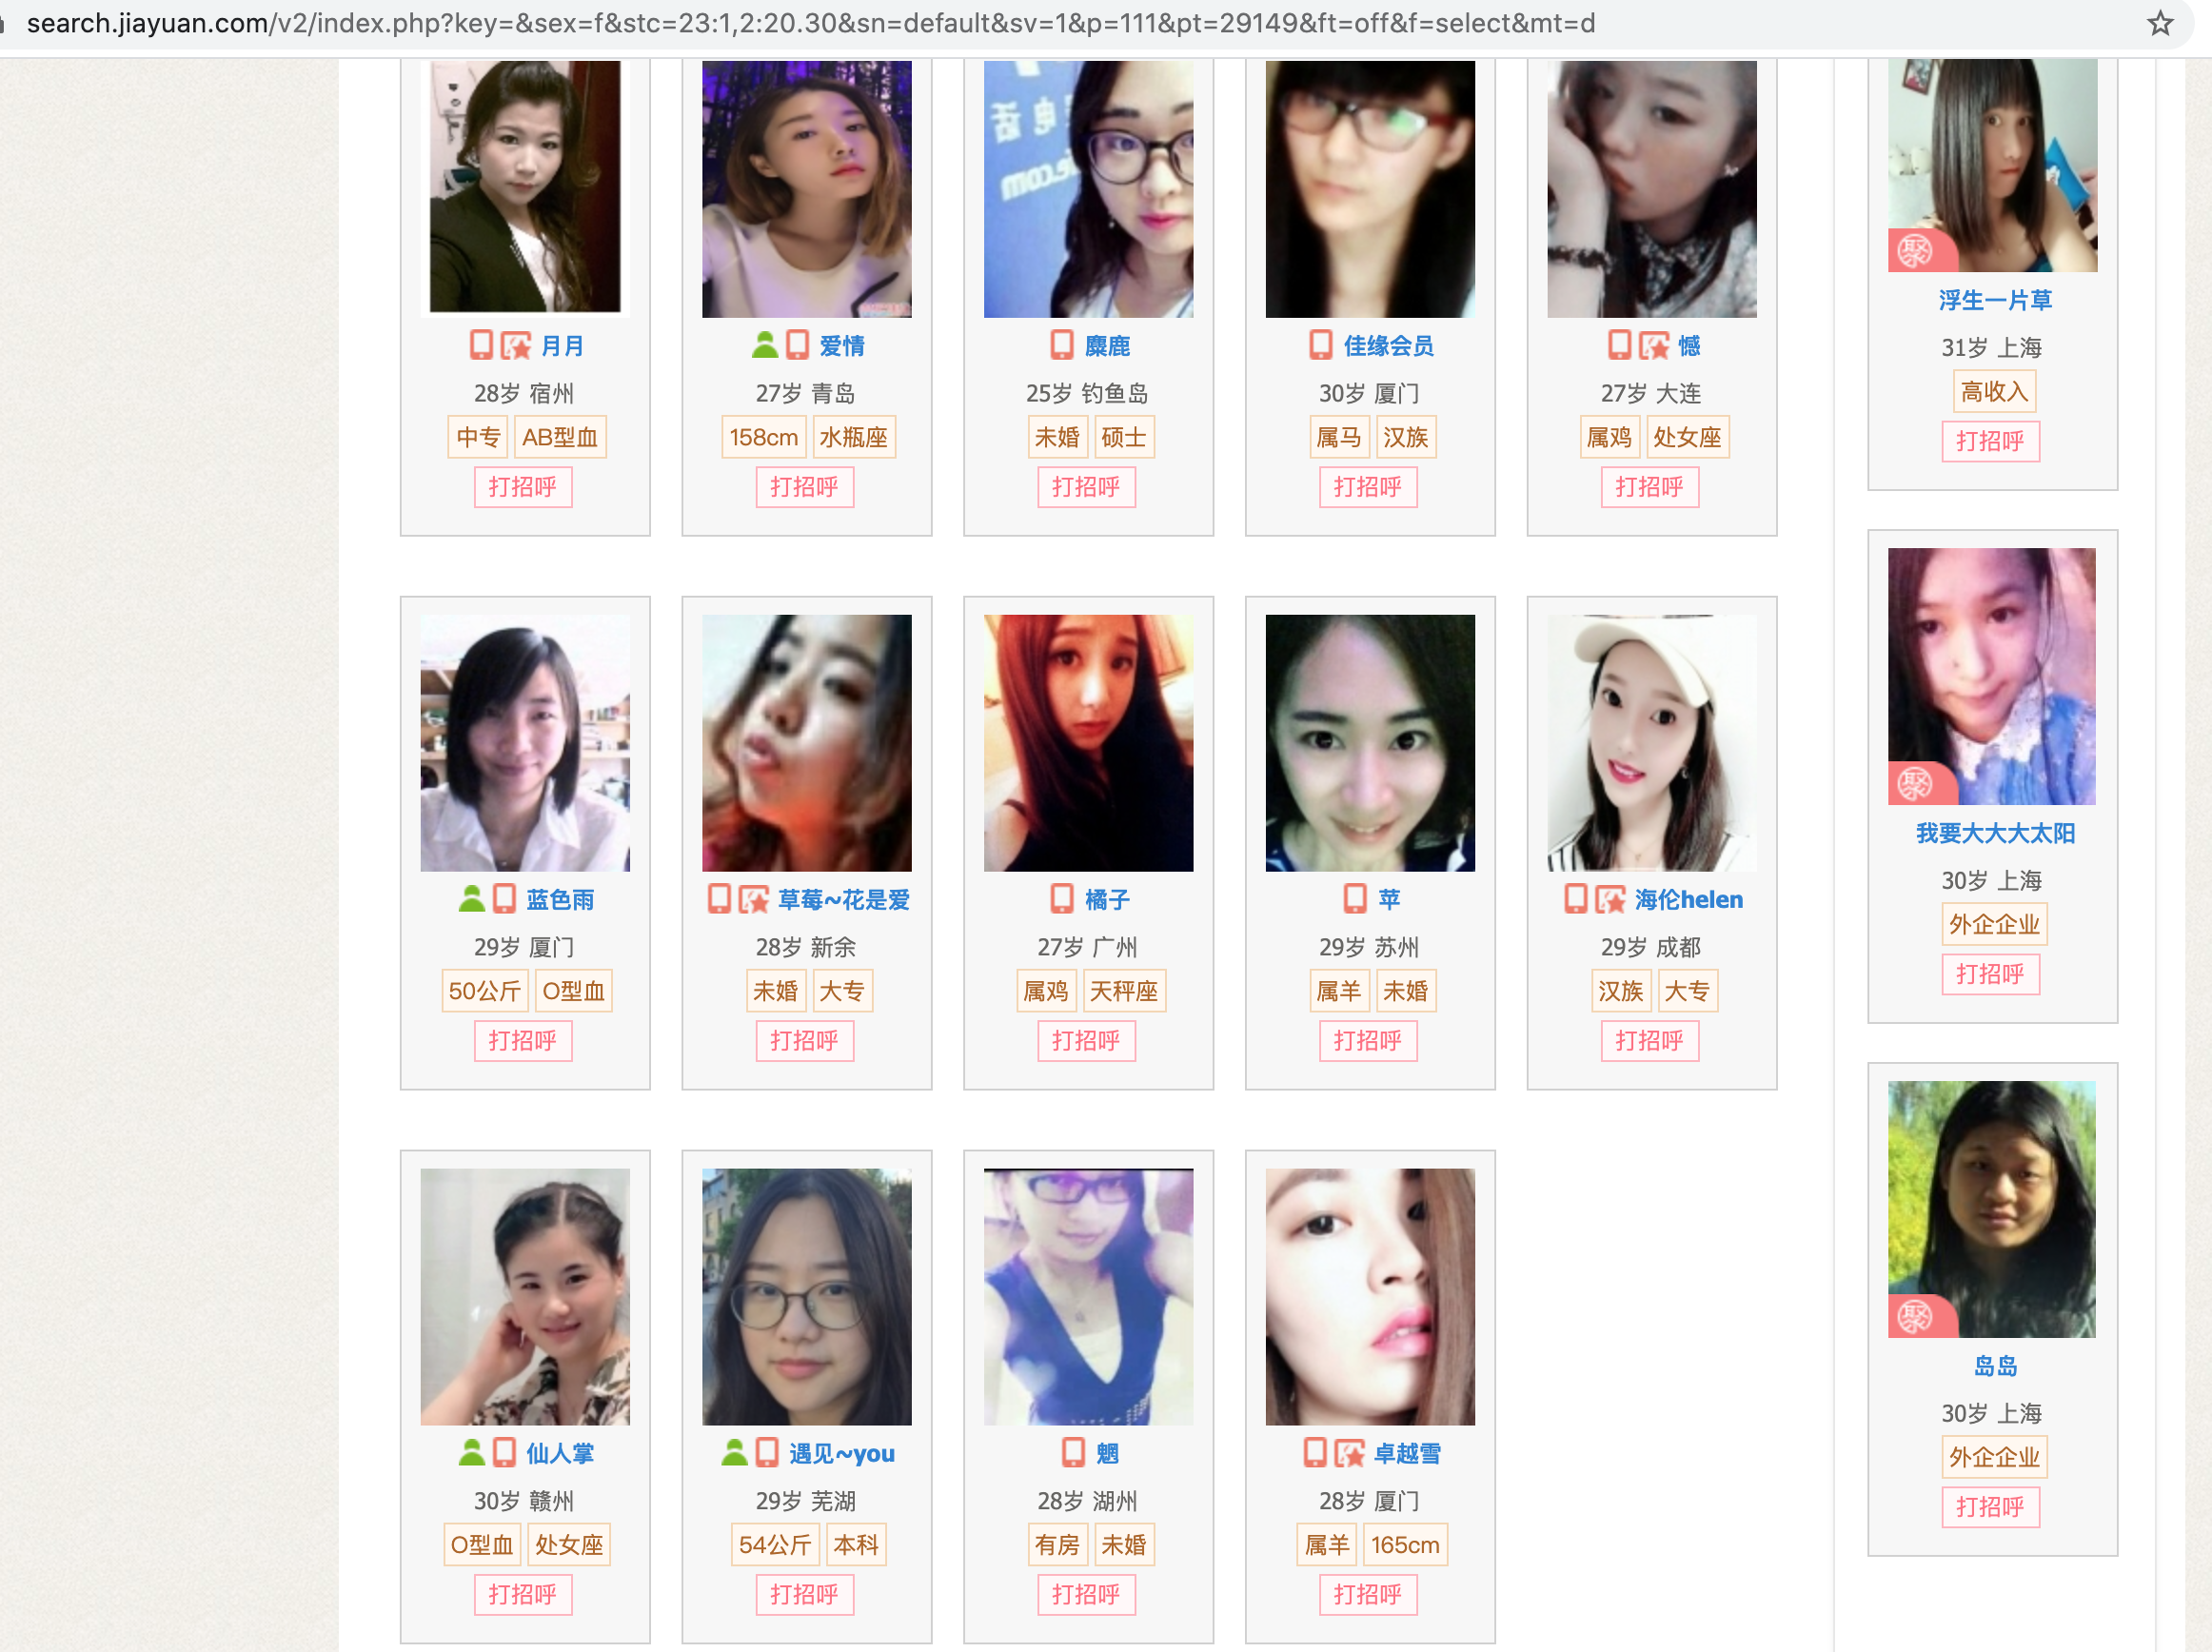 search.jiayuan.com/v2/index.php?key=&sex=f&stc=23:1,2:20.30&sn=default&sv=1&p=111&pt=29149&ft=off&f=select&mt=d
月月
28岁 宿州
中专 AB型血
打招呼
爱情
27岁 青岛
158cm 水瓶座
打招呼
麋鹿
25岁 钓鱼岛
未婚 硕士
打招呼
佳缘会员
30岁 厦门
属马 汉族
打招呼
憾
27岁 大连
属鸡 处女座
打招呼
蓝色雨
29岁 厦门
50公斤 O型血
打招呼
草莓~花是爱
28岁 新余
未婚 大专
打招呼
橘子
27岁 广州
属鸡 天秤座
打招呼
苹
29岁 苏州
属羊 未婚
打招呼
海伦helen
29岁 成都
汉族 大专
打招呼
仙人掌
30岁 赣州
O型血 处女座
打招呼
遇见~you
29岁 芜湖
54公斤 本科
打招呼
魍
28岁 湖州
有房 未婚
打招呼
卓越雪
28岁 厦门
属羊 165cm
打招呼
聚
浮生一片草
31岁 上海
高收入
打招呼
聚
我要大大大太阳
30岁 上海
外企企业
打招呼
聚
岛岛
30岁 上海
外企企业
打招呼